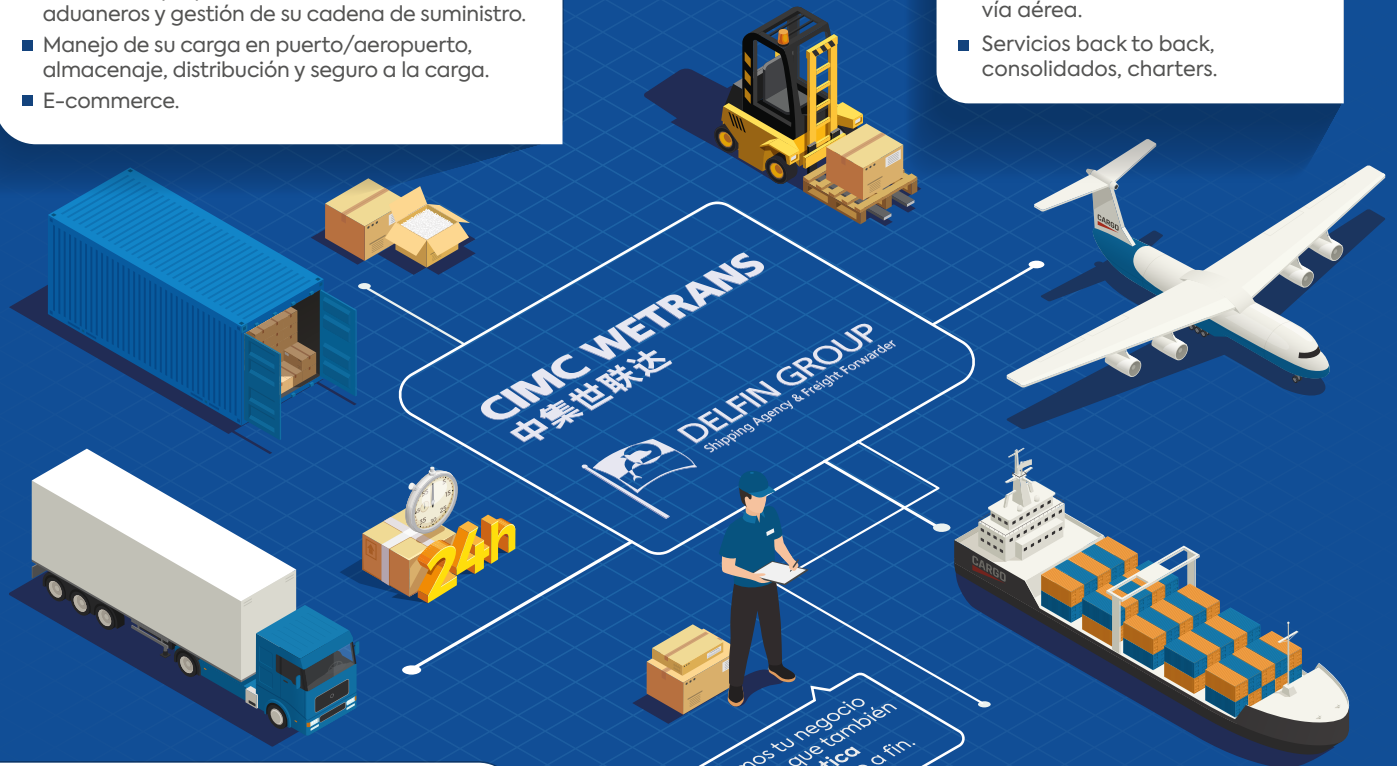 aduaneros y gestión de su cadena de suministro.
Manejo de su carga en puerto/aeropuerto,
almacenaje, distribución y seguro a la carga.
E-commerce.
vía aérea.
Servicios back to back,
consolidados, charters.
CARGO
CIMC WETRANS
中集世联达
DELFIN GROUP
Shipping Agency & Freight Forwarder
24h
CARGO
tu negocio
que también
a fin.